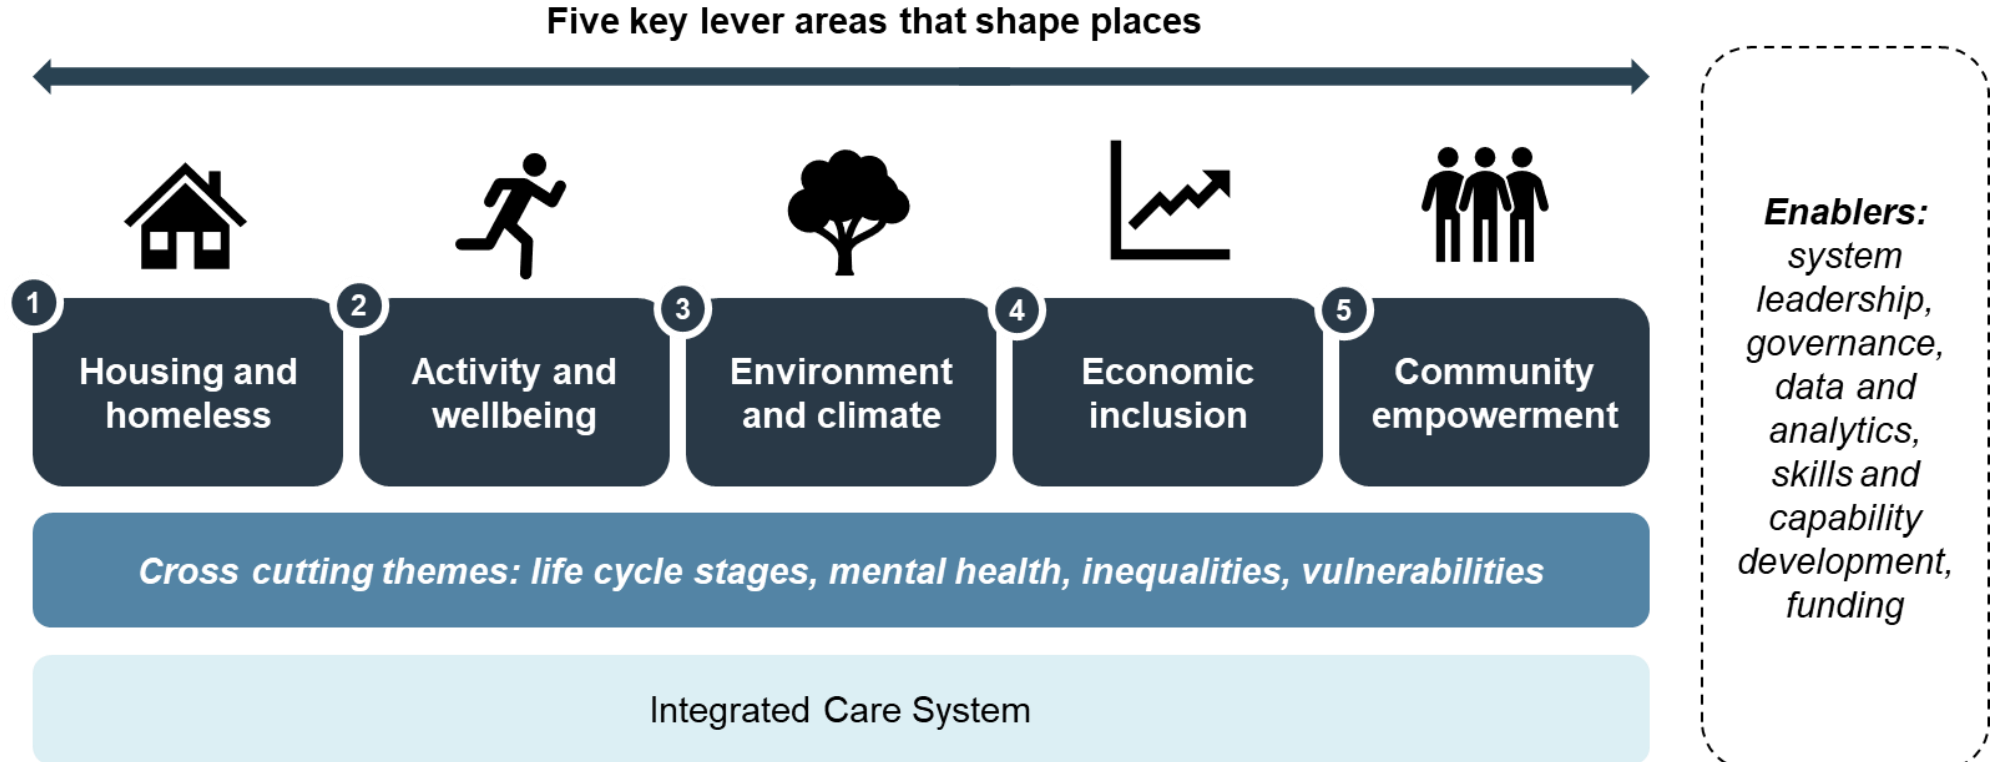 Five key lever areas that shape places
1
Housing and
homeless
2
Activity and
wellbeing
3
Environment
and climate
4
Economic
inclusion
5
Community
empowerment
Cross cutting themes: life cycle stages, mental health, inequalities, vulnerabilities
Integrated Care System
Enablers:
system
leadership,
governance,
data and
analytics,
skills and
capability
development,
funding